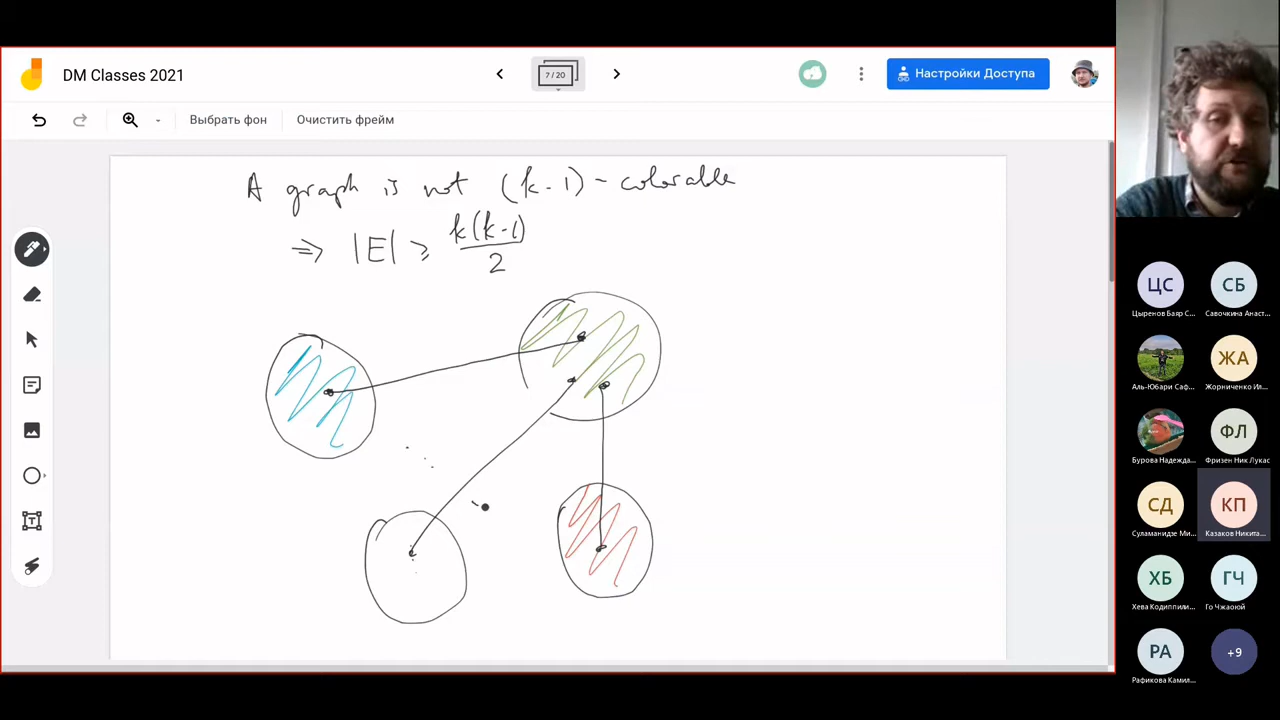 DM Classes 2021
7 / 20
Настройки Доступа
Выбрать фон
Очистить фрейм
A graph is not (k-1)-colorable
=> |E| ≥ k(k-1)/2
ЦС
СБ
Цыренов Баяр С...
Савочкина Анаст...
ЖА
Аль-Юбари Саф...
Жорниченко Ил...
ФЛ
Бурова Надежда...
Фризен Ник Лукас
СД
КП
Суламанидзе Ми...
Казаков Никита...
ХБ
ГЧ
Хева Кодиппили...
Го Чжаоюй
РА
+9
Рафикова Камил...